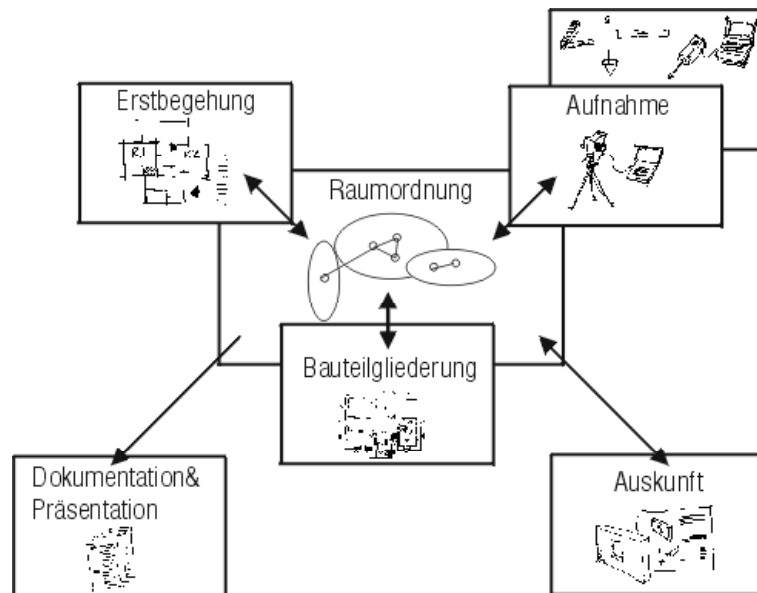 Erstbegehung
Aufnahme
Raumordnung
Bauteilgliederung
Dokumentation&
Präsentation
Auskunft